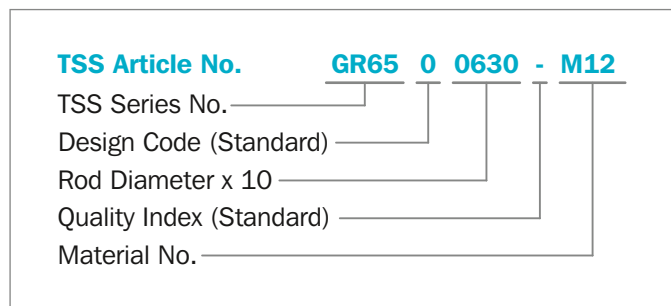 TSS Article No. GR65 0 0630 - M12
TSS Series No.
Design Code (Standard)
Rod Diameter x 10
Quality Index (Standard)
Material No.